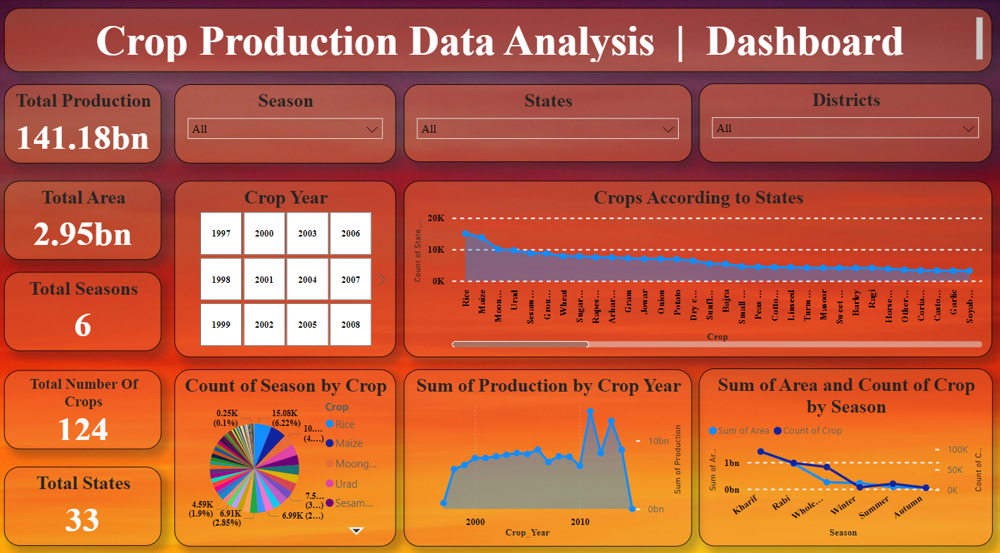 Crop Production Data Analysis | Dashboard
Total Production
141.18bn
Season
All
States
All
Districts
All
Total Area
2.95bn
Total Seasons
6
Total Number Of
Crops
124
Total States
33
Crop Year
1997 2000 2003 2006
1998 2001 2004 2007
1999 2002 2005 2008
Crops According to States
Count of State_...
20K
10K
0K
Rice
Maize
Moon...
Urad
Sesam...
Grou...
Wheat
Sugar...
Rapes...
Arhar...
Gram
Jowar
Onion
Potato
Dry c...
Sunfl...
Bajra
Small ...
Peas ...
Cotto...
Linseed
Turm...
Masoor
Sweet ...
Barley
Ragi
Horse...
Other...
Coria...
Casto...
Garlic
Soyab...
Crop
Count of Season by Crop
0.25K
(0.1%)
15.08K
(6.22%)
10....
(4....)
7.5...
(3...)
6.99K (2...)
6.91K
(2.85%)
4.59K
(1.9%)
Crop
Rice
Maize
Moong...
Urad
Sesam...
Sum of Production by Crop Year
10bn
0bn
Sum of Production
2000 2010
Crop_Year
Sum of Area and Count of Crop
by Season
Sum of Area Count of Crop
Sum of Ar...
1bn
0bn
100K
50K
0K
Count of C...
Kharif
Rabi
Whole...
Winter
Summer
Autumn
Season